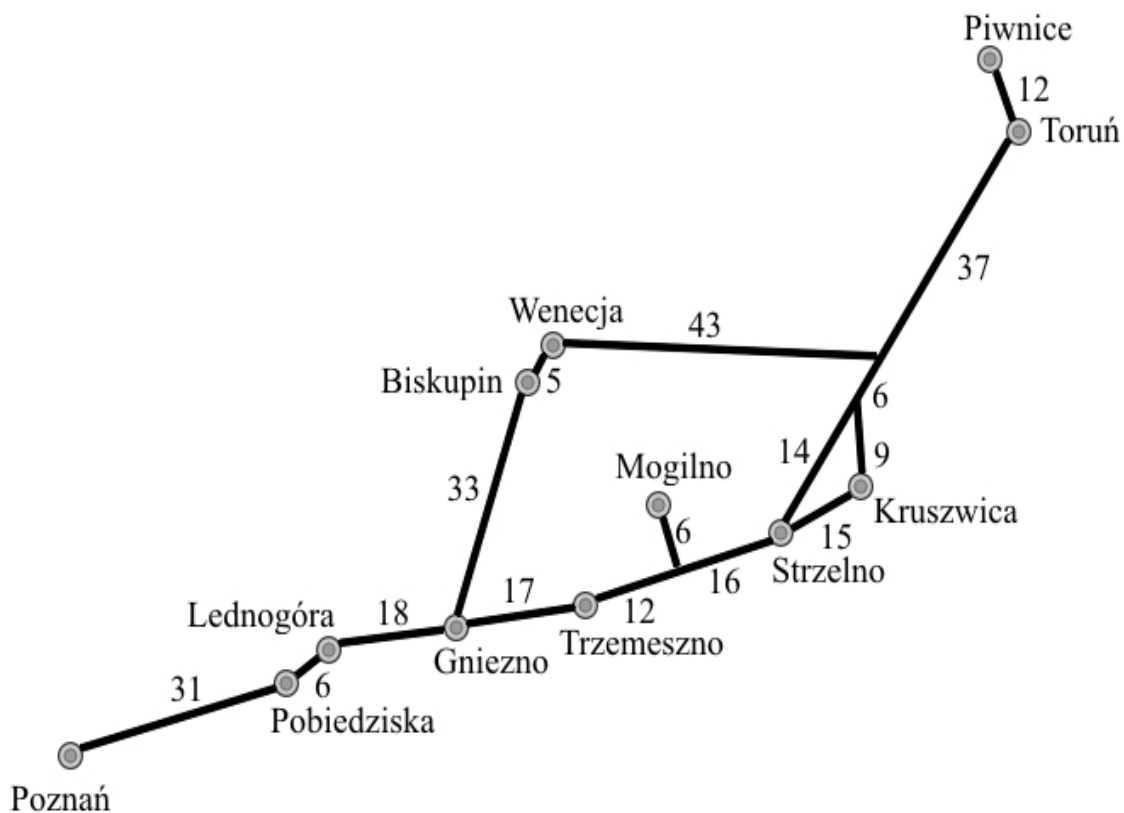 Piwnice
12
Toruń
37
Wenecja
43
Biskupin
5
6
14
9
Mogilno
33
6
Kruszwica
15
Strzelno
16
17
12
Trzemeszno
Lednogóra
18
Gniezno
6
31
Pobiedziska
Poznań